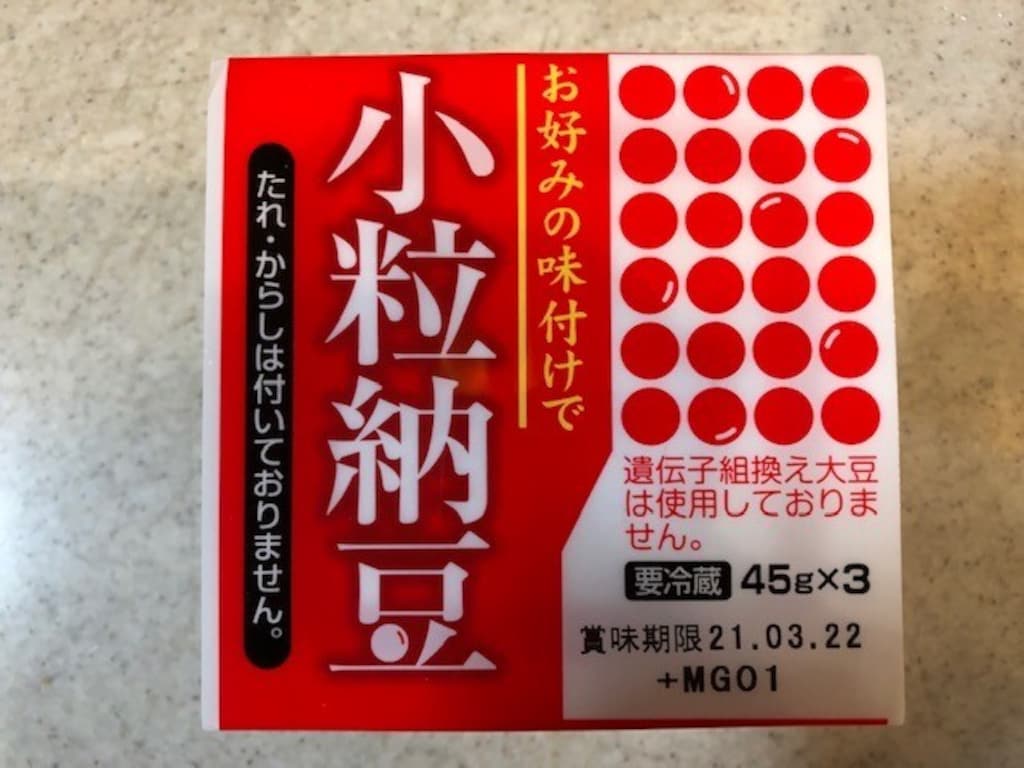 お好みの味付けで
小粒納豆
たれ・からしは付いておりません。
遺伝子組換え大豆
は使用しておりま
せん。
要冷蔵 45g×3
賞味期限21.03.22
+MG01